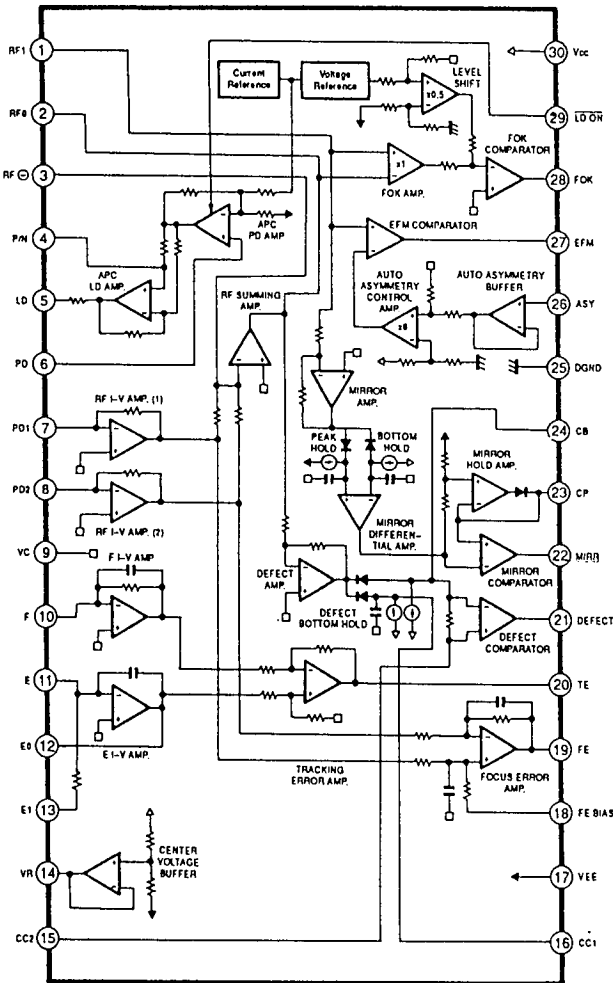 RF1 1
RF0 2
RF ⊖ 3
P/N 4
LD 5
PD 6
PD1 7
PD2 8
VC 9
F 10
E 11
E0 12
E1 13
VR 14
CC2 15
30 Vcc
29 LD ON
28 FOK
27 EFM
26 ASY
25 DGND
24 CB
23 CP
22 MIRR
21 DEFECT
20 TE
19 FE
18 FE BIAS
17 VEE
16 CC1
Current
Reference
Voltage
Reference
LEVEL
SHIFT
x0.5
x1
FOK AMP.
FOK
COMPARATOR
APC
PD AMP
APC
LD AMP.
EFM COMPARATOR
RF SUMMING
AMP.
AUTO
ASYMMETRY
CONTROL
AMP
x8
AUTO ASYMMETRY
BUFFER
MIRROR
AMP.
RF I-V AMP. (1)
RF I-V AMP. (2)
PEAK
HOLD
BOTTOM
HOLD
MIRROR
HOLD AMP.
MIRROR
DIFFEREN-
TIAL AMP.
MIRROR
COMPARATOR
F I-V AMP
DEFECT
AMP.
DEFECT
BOTTOM HOLD
DEFECT
COMPARATOR
E I-V AMP.
TRACKING
ERROR AMP.
FOCUS ERROR
AMP.
CENTER
VOLTAGE
BUFFER